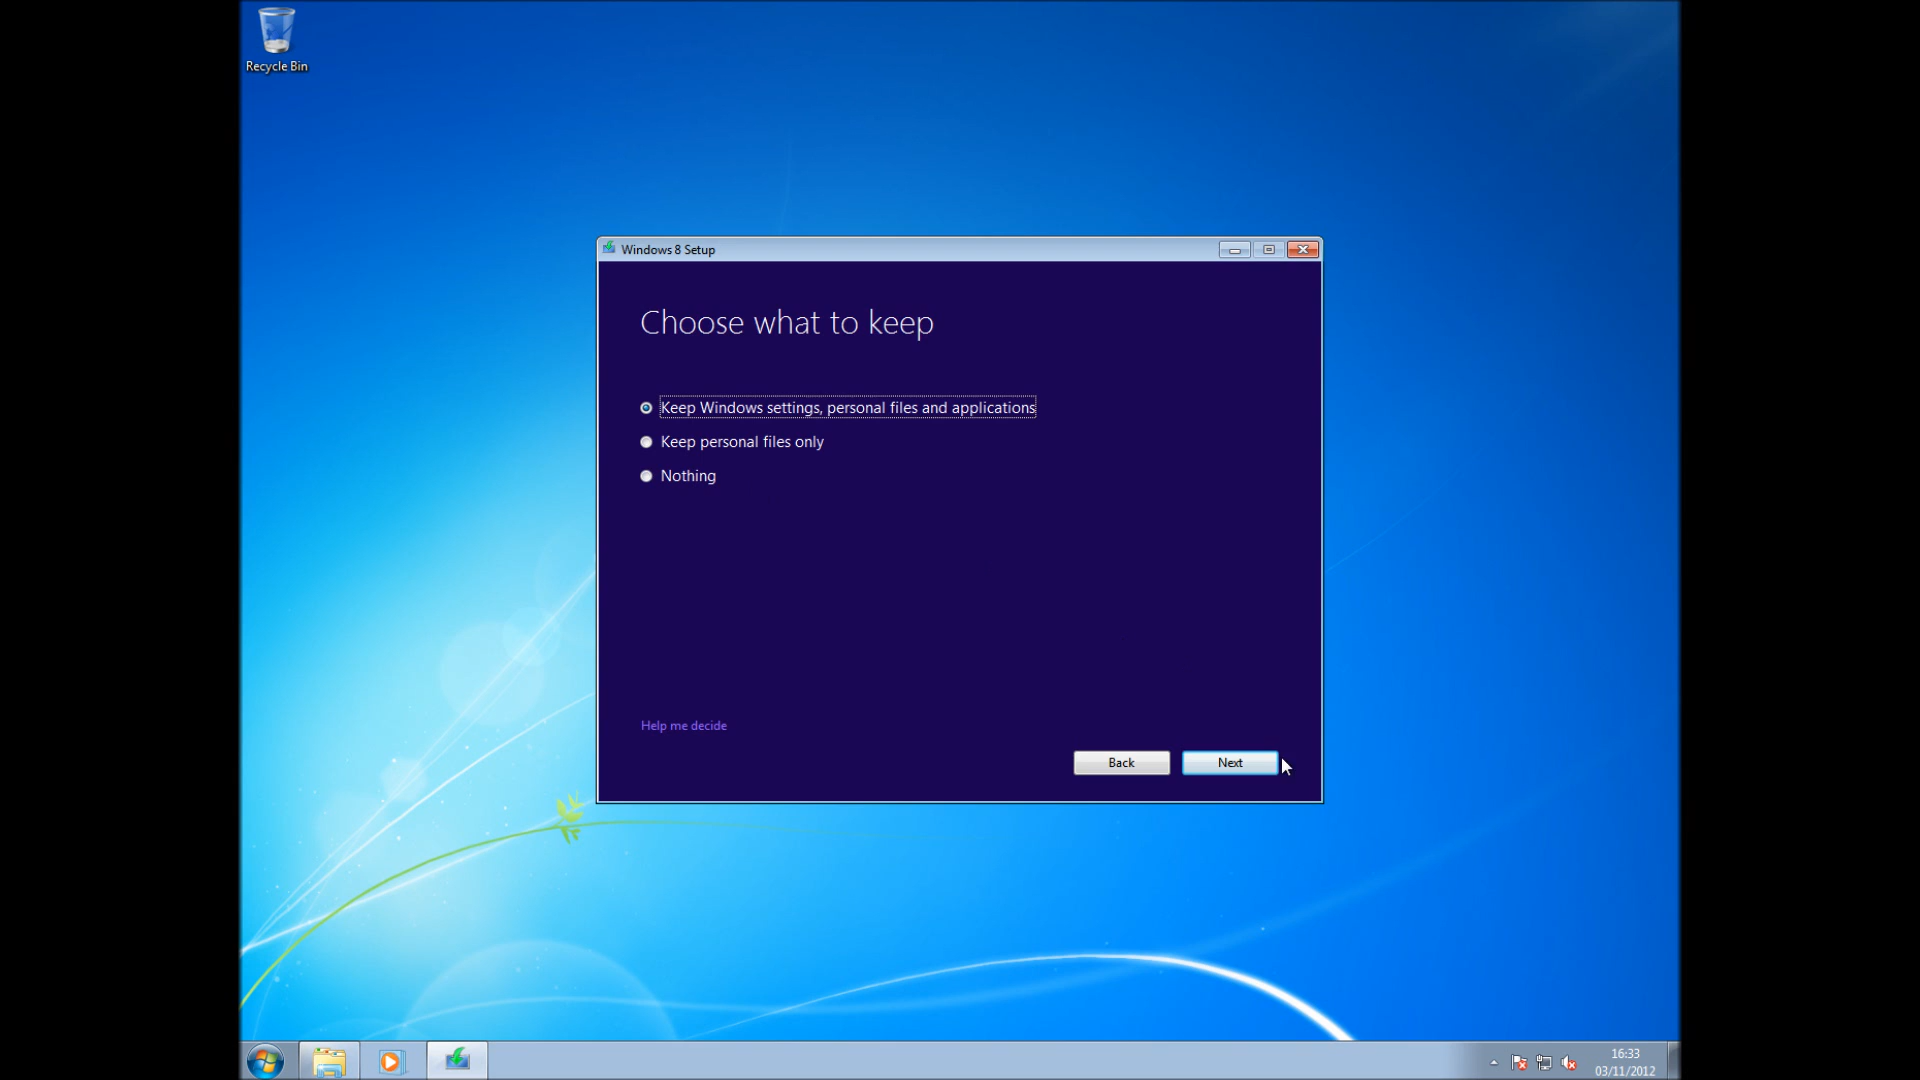 Recycle Bin
Windows 8 Setup
Choose what to keep
Keep Windows settings, personal files and applications
Keep personal files only
Nothing
Help me decide
Back
Next
16:33
03/11/2012